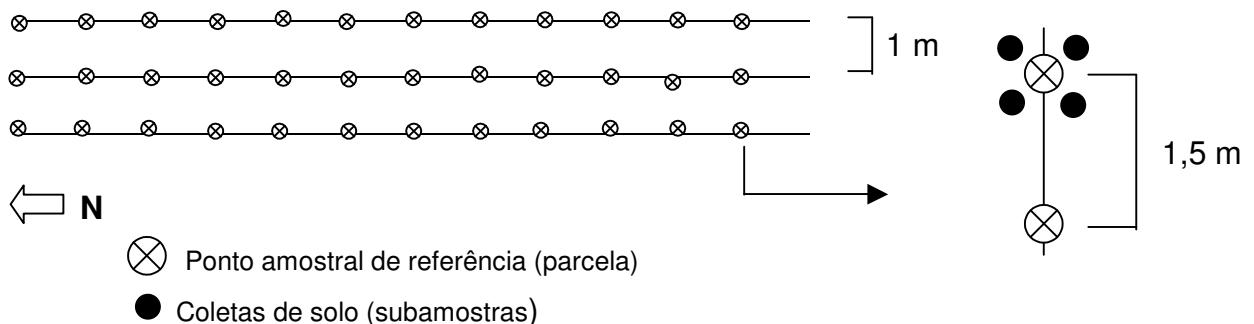 1 m
1,5 m
N
Ponto amostral de referência (parcela)
Coletas de solo (subamostras)